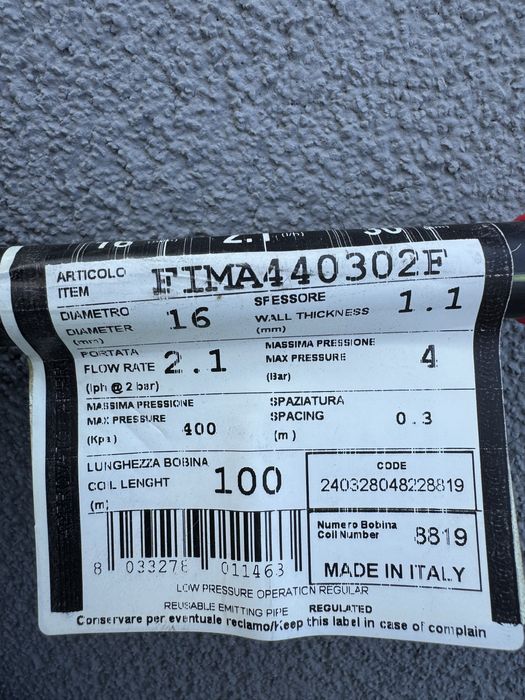 2.1
ARTICOLO
ITEM
FIMA440302F
DIAMETRO
DIAMETER
(mm)
16
SPESSORE
WALL THICKNESS
(mm)
1.1
PORTATA
FLOW RATE
(lph @ 2 bar)
2.1
MASSIMA PRESSIONE
MAX PRESSURE
(Bar)
4
MASSIMA PRESSIONE
MAX PRESSURE
(Kpa)
400
SPAZIATURA
SPACING
(m)
0.3
LUNGHEZZA BOBINA
COIL LENGHT
(m)
100
CODE
240328048228819
Numero Bobina
Coil Number
8819
MADE IN ITALY
8 033278 011463
LOW PRESSURE OPERATION REGULAR
REUSABLE EMITTING PIPE REGULATED
Conservare per eventuale reclamo/Keep this label in case of complain